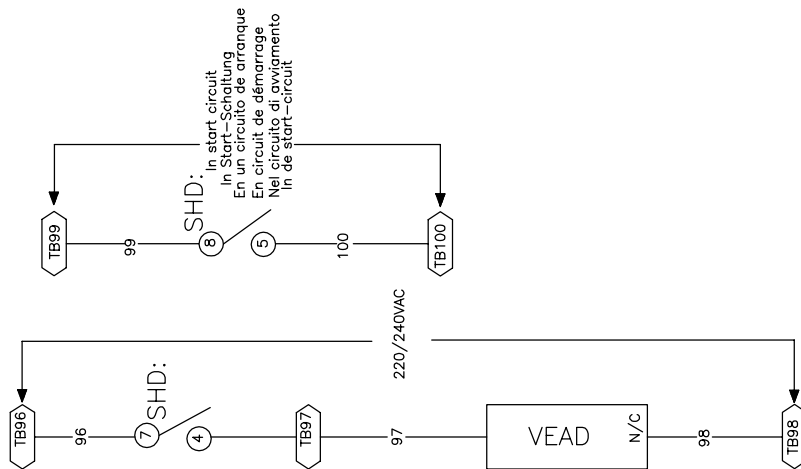 TB99
99
SHD:
8
5
100
TB100
In start circuit
In Start-Schaltung
En un circuito de arranque
En circuit de démarrage
Nel circuito di avviamento
In de start-circuit
TB96
96
SHD:
7
4
TB97
97
VEAD
N/C
98
TB98
220/240VAC